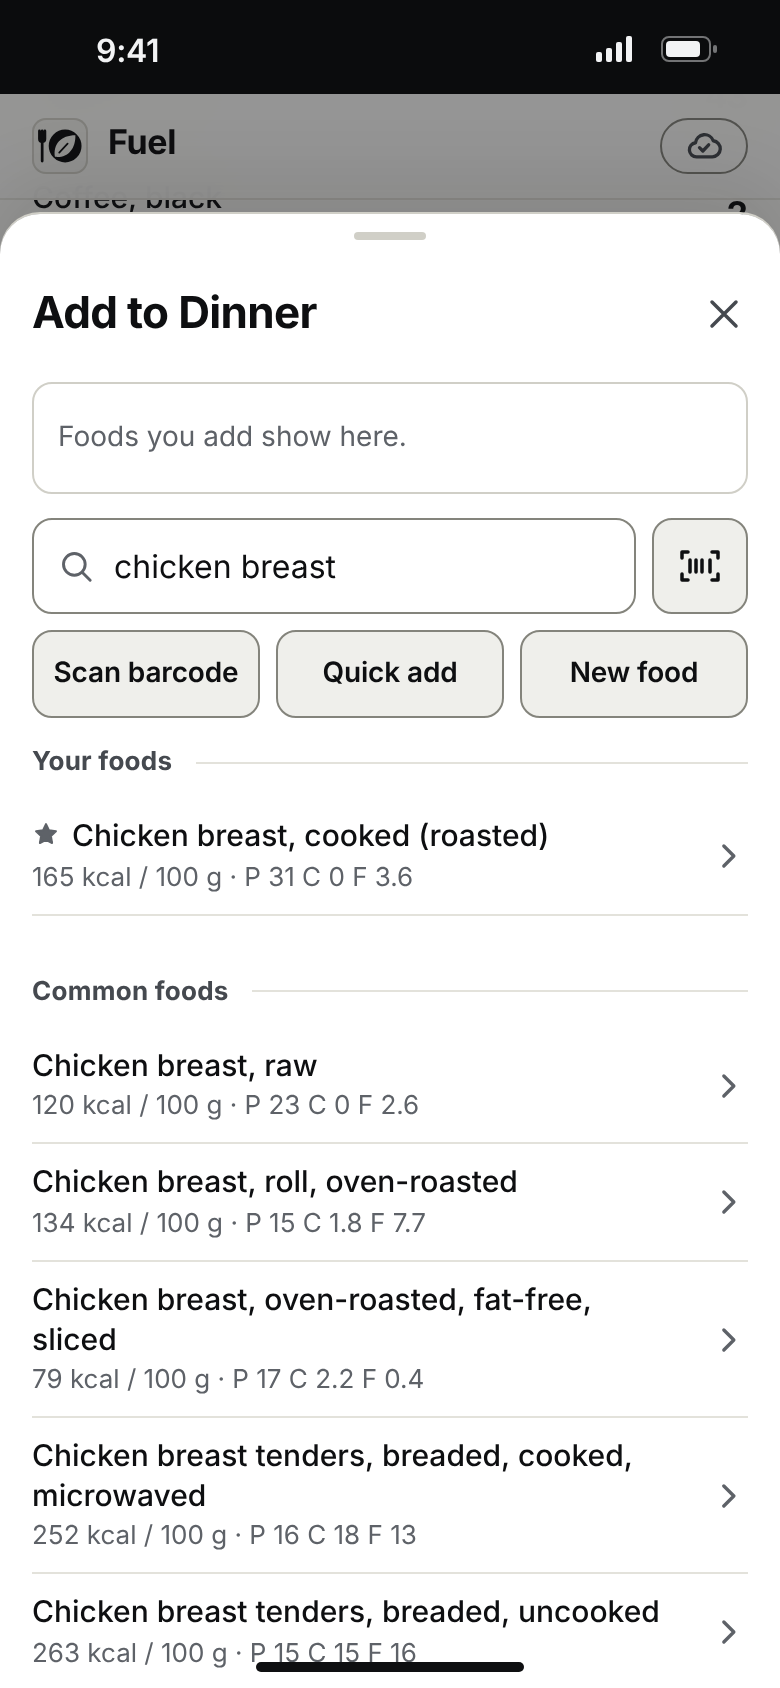 9:41
Fuel
Coffee, black
2
Add to Dinner
Foods you add show here.
chicken breast
Scan barcode
Quick add
New food
Your foods
Chicken breast, cooked (roasted)
165 kcal / 100 g · P 31 C 0 F 3.6
Common foods
Chicken breast, raw
120 kcal / 100 g · P 23 C 0 F 2.6
Chicken breast, roll, oven-roasted
134 kcal / 100 g · P 15 C 1.8 F 7.7
Chicken breast, oven-roasted, fat-free,
sliced
79 kcal / 100 g · P 17 C 2.2 F 0.4
Chicken breast tenders, breaded, cooked,
microwaved
252 kcal / 100 g · P 16 C 18 F 13
Chicken breast tenders, breaded, uncooked
263 kcal / 100 g · P 15 C 15 F 16